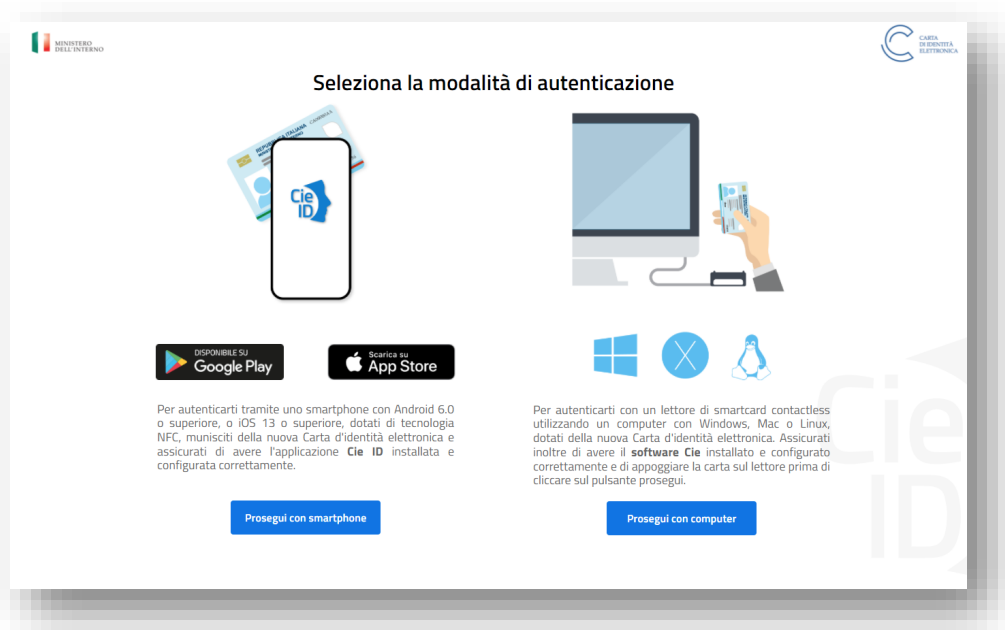 MINISTERO
DELL'INTERNO
CARTA
DI IDENTITÀ
ELETTRONICA
Seleziona la modalità di autenticazione
REPUBBLICA ITALIANA
Cie
ID
DISPONIBILE SU
Google Play
Scarica su
App Store
Per autenticarti tramite uno smartphone con Android 6.0
o superiore, o iOS 13 o superiore, dotati di tecnologia
NFC, munisciti della nuova Carta d'identità elettronica e
assicurati di avere l'applicazione Cie ID installata e
configurata correttamente.
Prosegui con smartphone
Per autenticarti con un lettore di smartcard contactless
utilizzando un computer con Windows, Mac o Linux,
dotati della nuova Carta d'identità elettronica. Assicurati
inoltre di avere il software Cie installato e configurato
correttamente e di appoggiare la carta sul lettore prima di
cliccare sul pulsante prosegui.
Prosegui con computer
Cie
ID